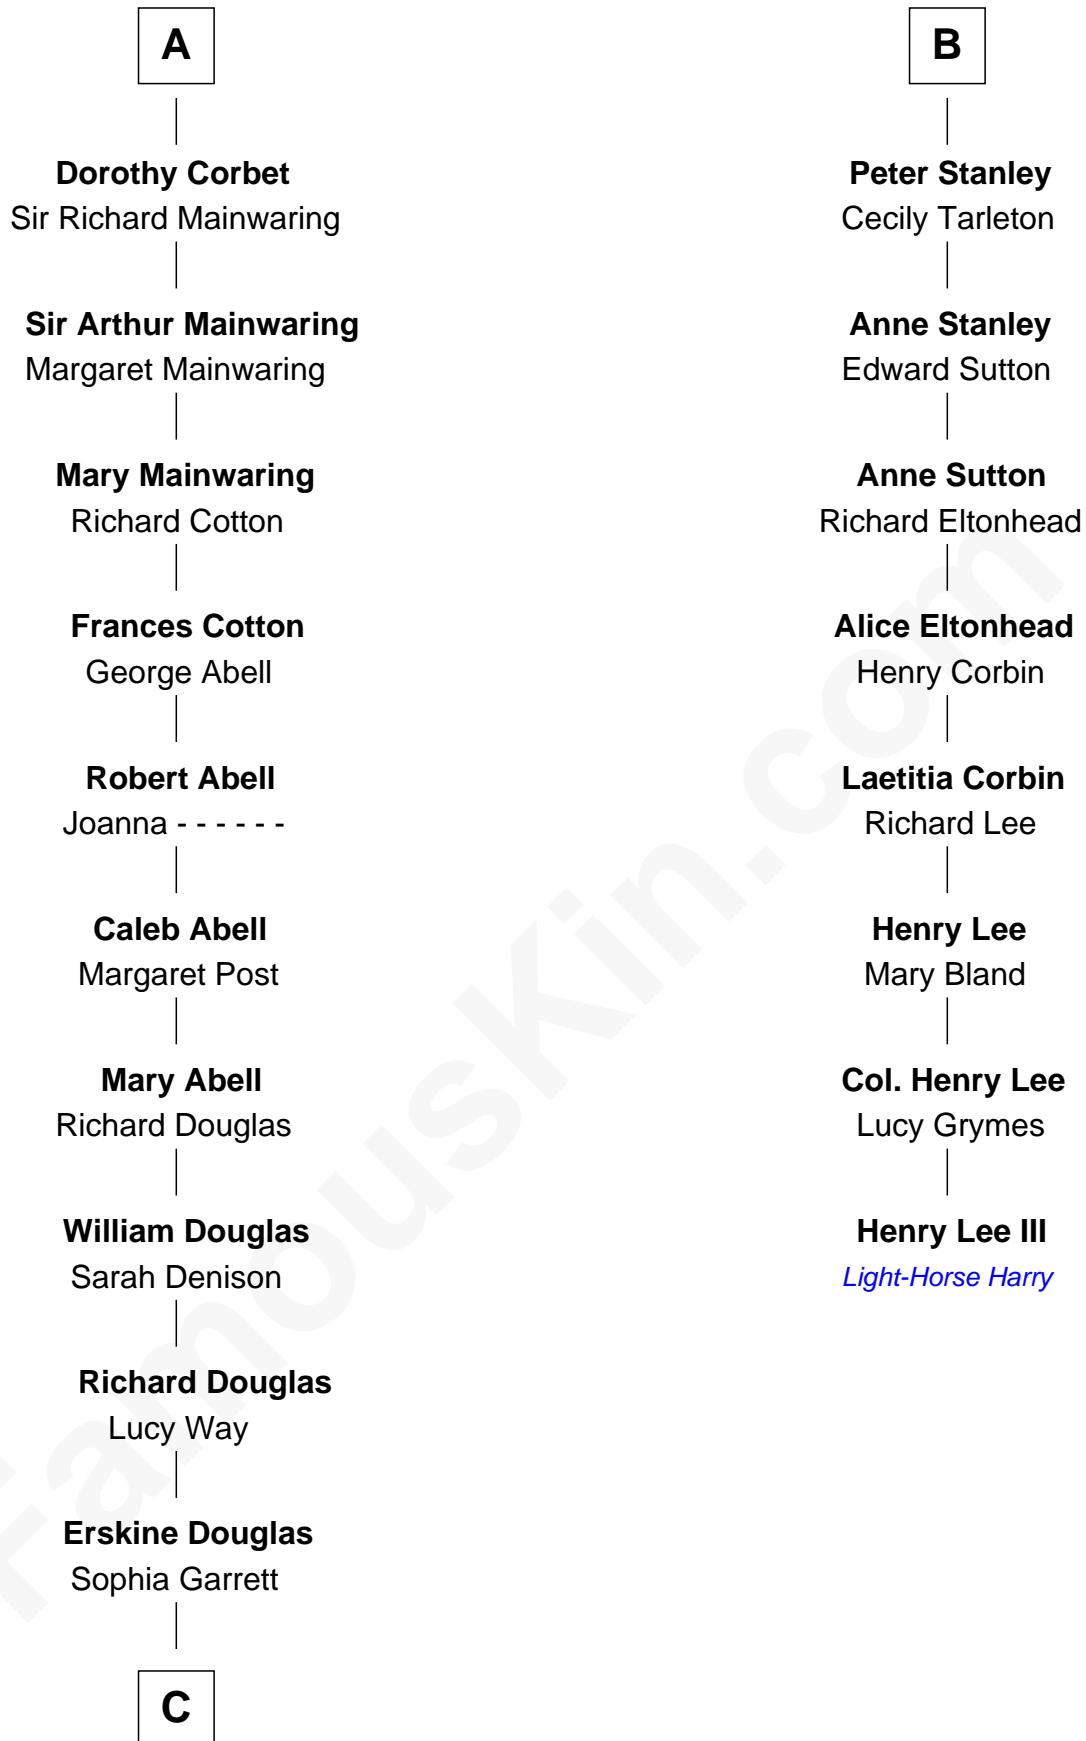 A
Dorothy Corbet
Sir Richard Mainwaring
Sir Arthur Mainwaring
Margaret Mainwaring
Mary Mainwaring
Richard Cotton
Frances Cotton
George Abell
Robert Abell
Joanna - - - - - -
Caleb Abell
Margaret Post
Mary Abell
Richard Douglas
William Douglas
Sarah Denison
Richard Douglas
Lucy Way
Erskine Douglas
Sophia Garrett
C
B
Peter Stanley
Cecily Tarleton
Anne Stanley
Edward Sutton
Anne Sutton
Richard Eltonhead
Alice Eltonhead
Henry Corbin
Laetitia Corbin
Richard Lee
Henry Lee
Mary Bland
Col. Henry Lee
Lucy Grymes
Henry Lee III
Light-Horse Harry
FamousKin.com